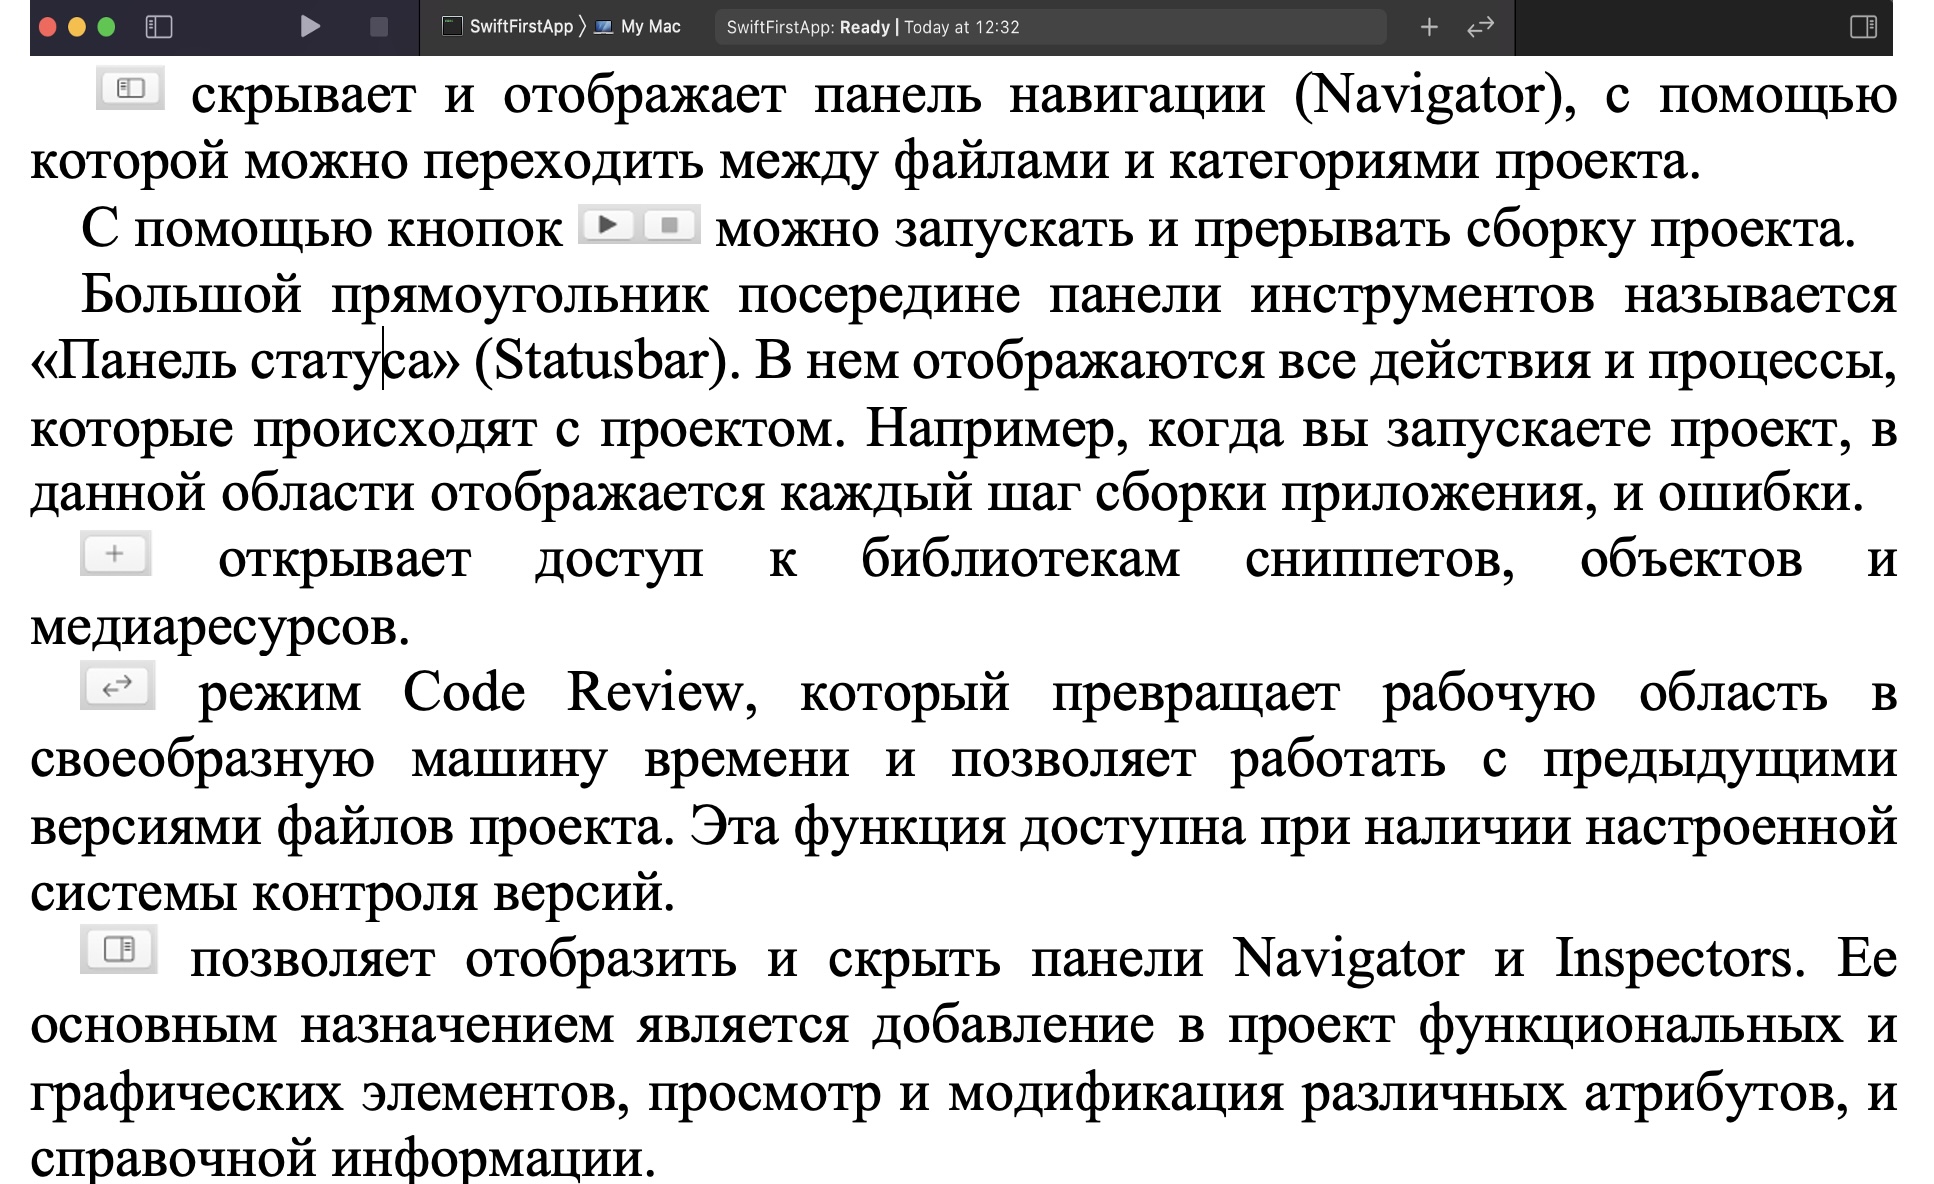 SwiftFirstApp 〉 My Mac SwiftFirstApp: Ready | Today at 12:32
скрывает и отображает панель навигации (Navigator), с помощью
которой можно переходить между файлами и категориями проекта.
С помощью кнопок можно запускать и прерывать сборку проекта.
Большой прямоугольник посередине панели инструментов называется
«Панель статуса» (Statusbar). В нем отображаются все действия и процессы,
которые происходят с проектом. Например, когда вы запускаете проект, в
данной области отображается каждый шаг сборки приложения, и ошибки.
открывает доступ к библиотекам сниппетов, объектов и
медиаресурсов.
режим Code Review, который превращает рабочую область в
своеобразную машину времени и позволяет работать с предыдущими
версиями файлов проекта. Эта функция доступна при наличии настроенной
системы контроля версий.
позволяет отобразить и скрыть панели Navigator и Inspectors. Ее
основным назначением является добавление в проект функциональных и
графических элементов, просмотр и модификация различных атрибутов, и
справочной информации.